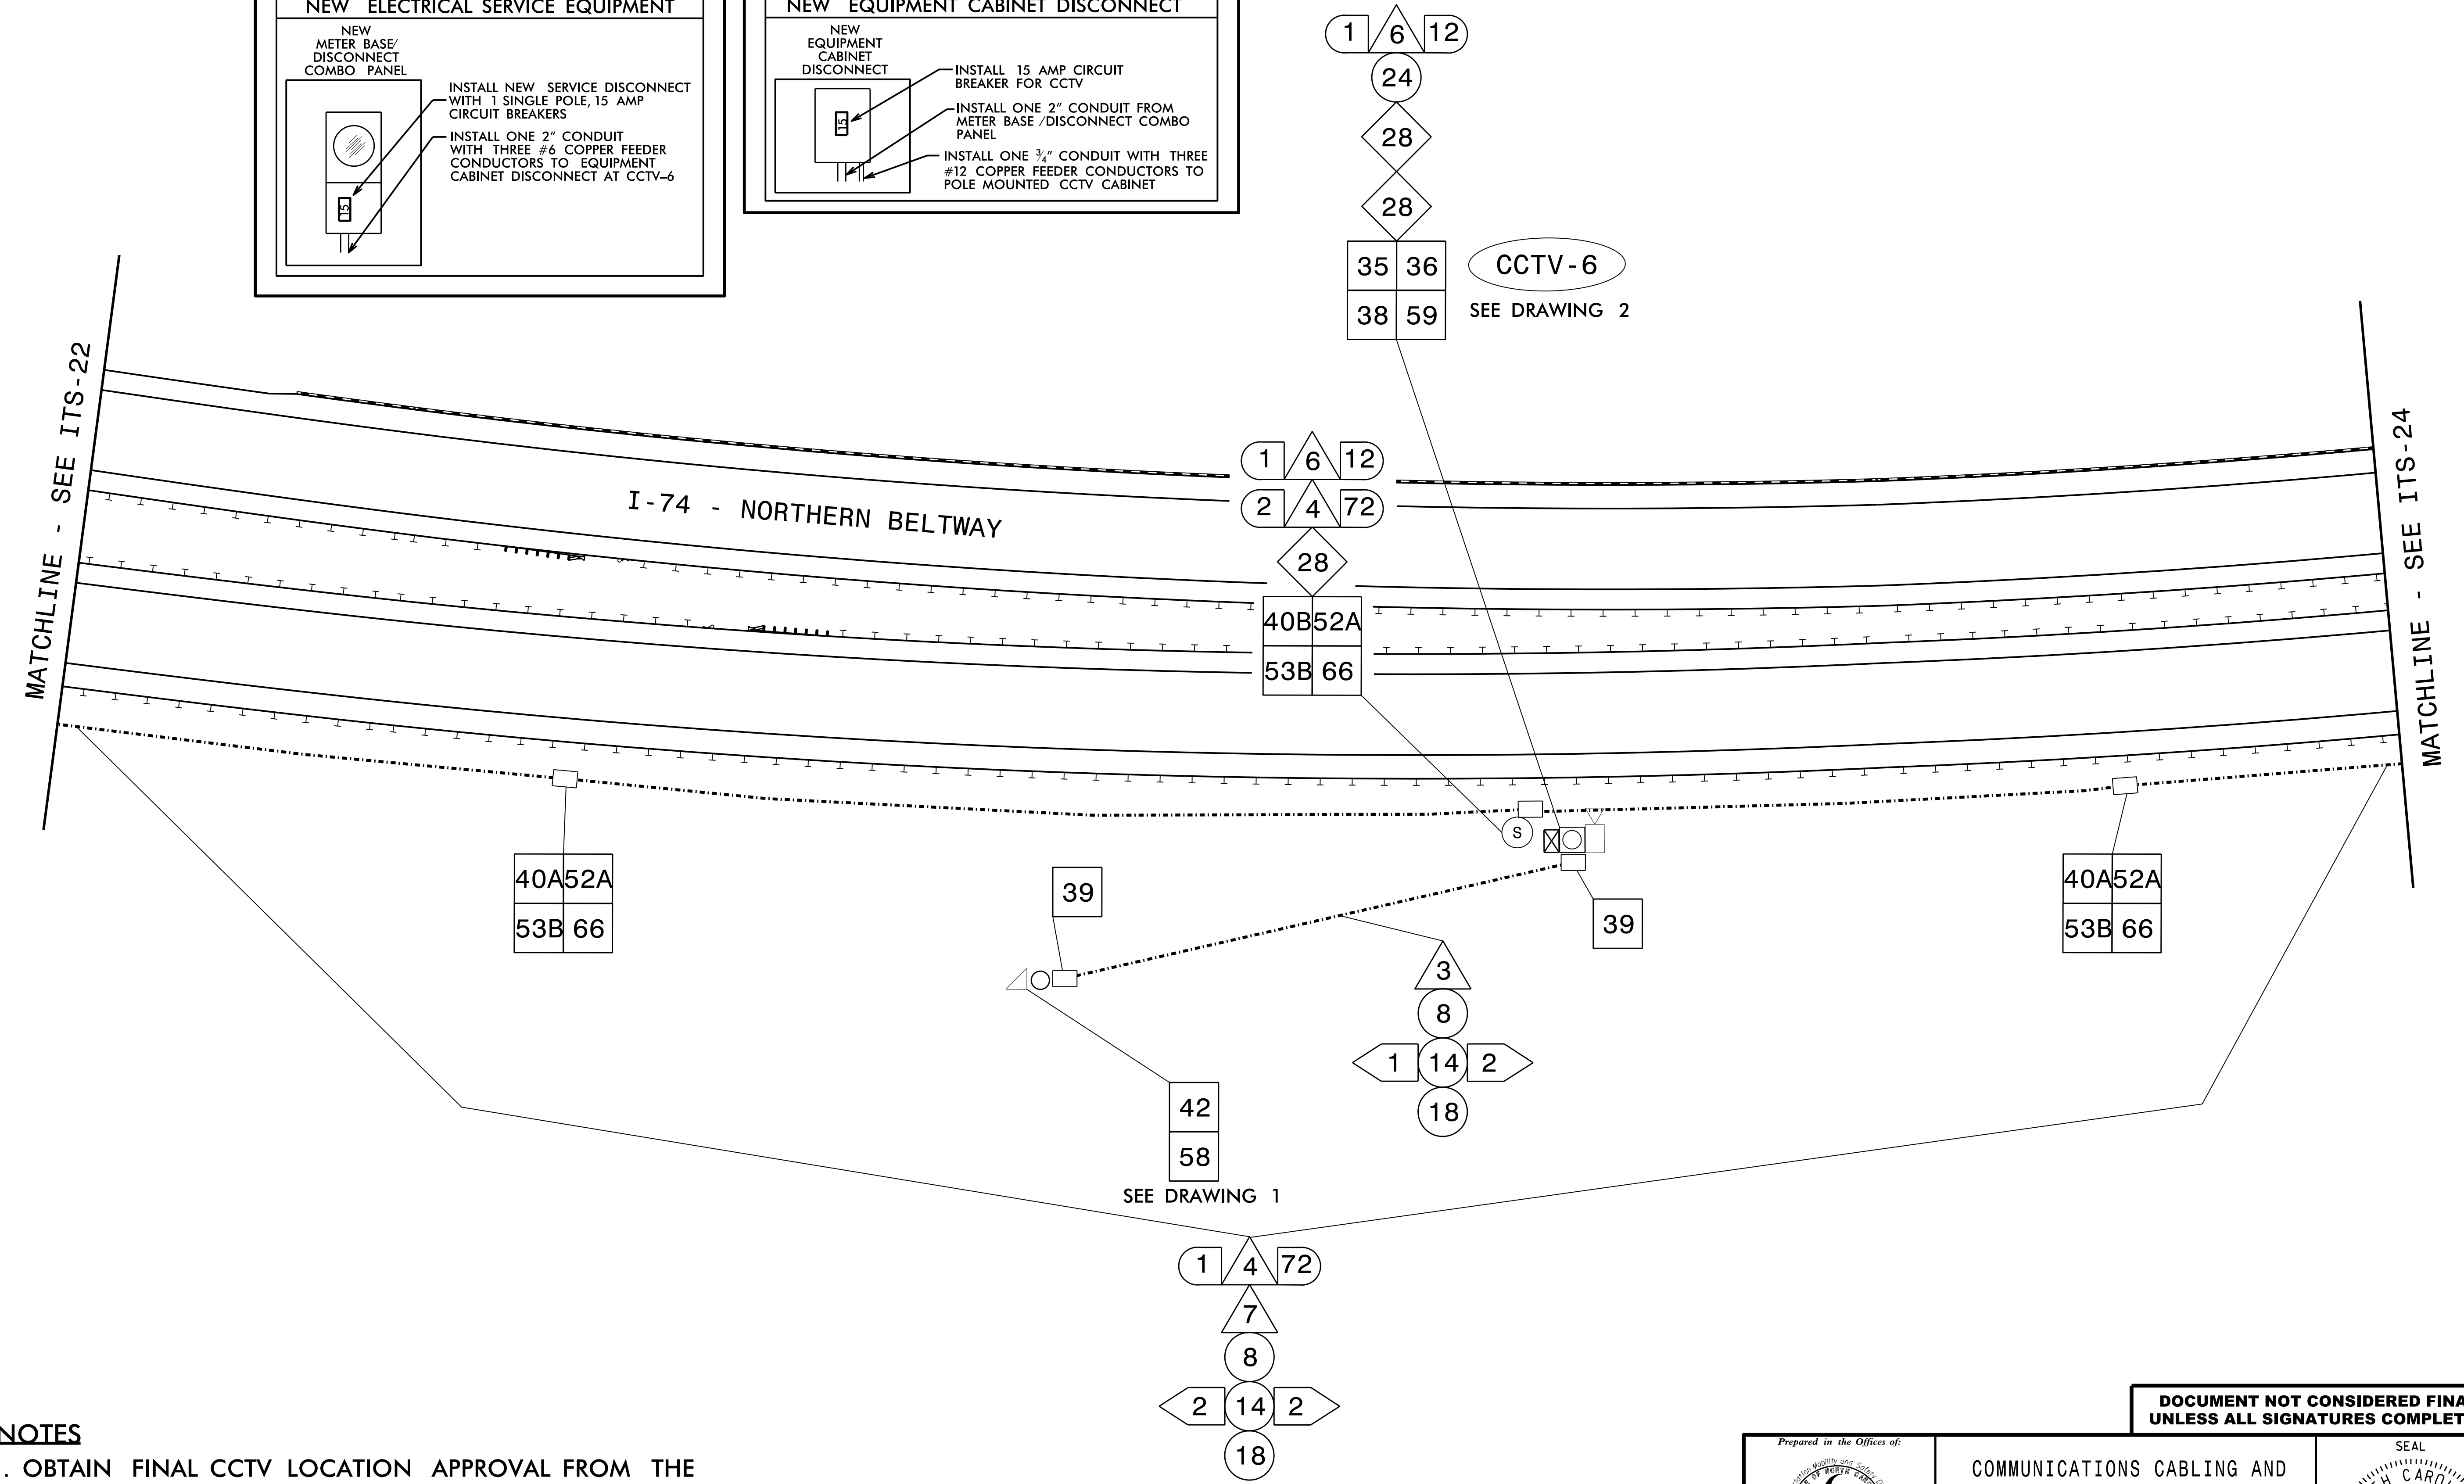 NEW ELECTRICAL SERVICE EQUIPMENT
NEW
METER BASE/
DISCONNECT
COMBO PANEL
INSTALL NEW SERVICE DISCONNECT
WITH 1 SINGLE POLE, 15 AMP
CIRCUIT BREAKERS
INSTALL ONE 2" CONDUIT
WITH THREE #6 COPPER FEEDER
CONDUCTORS TO EQUIPMENT
CABINET DISCONNECT AT CCTV-6
15
NEW EQUIPMENT CABINET DISCONNECT
NEW
EQUIPMENT
CABINET
DISCONNECT
INSTALL 15 AMP CIRCUIT
BREAKER FOR CCTV
INSTALL ONE 2" CONDUIT FROM
METER BASE /DISCONNECT COMBO
PANEL
INSTALL ONE 3/4" CONDUIT WITH THREE
#12 COPPER FEEDER CONDUCTORS TO
POLE MOUNTED CCTV CABINET
15
1 6 12
24
28
28
35 36
38 59
CCTV-6
SEE DRAWING 2
MATCHLINE - SEE ITS-22
I-74 - NORTHERN BELTWAY
1 6 12
2 4 72
28
40B 52A
53B 66
MATCHLINE - SEE ITS-24
S
40A 52A
53B 66
39
39
40A 52A
53B 66
3
8
1 14 2
18
42
58
SEE DRAWING 1
1 4 72
7
8
2 14 2
18
NOTES
. OBTAIN FINAL CCTV LOCATION APPROVAL FROM THE
DOCUMENT NOT CONSIDERED FINA
UNLESS ALL SIGNATURES COMPLET
Prepared in the Offices of:
COMMUNICATIONS CABLING AND
SEAL